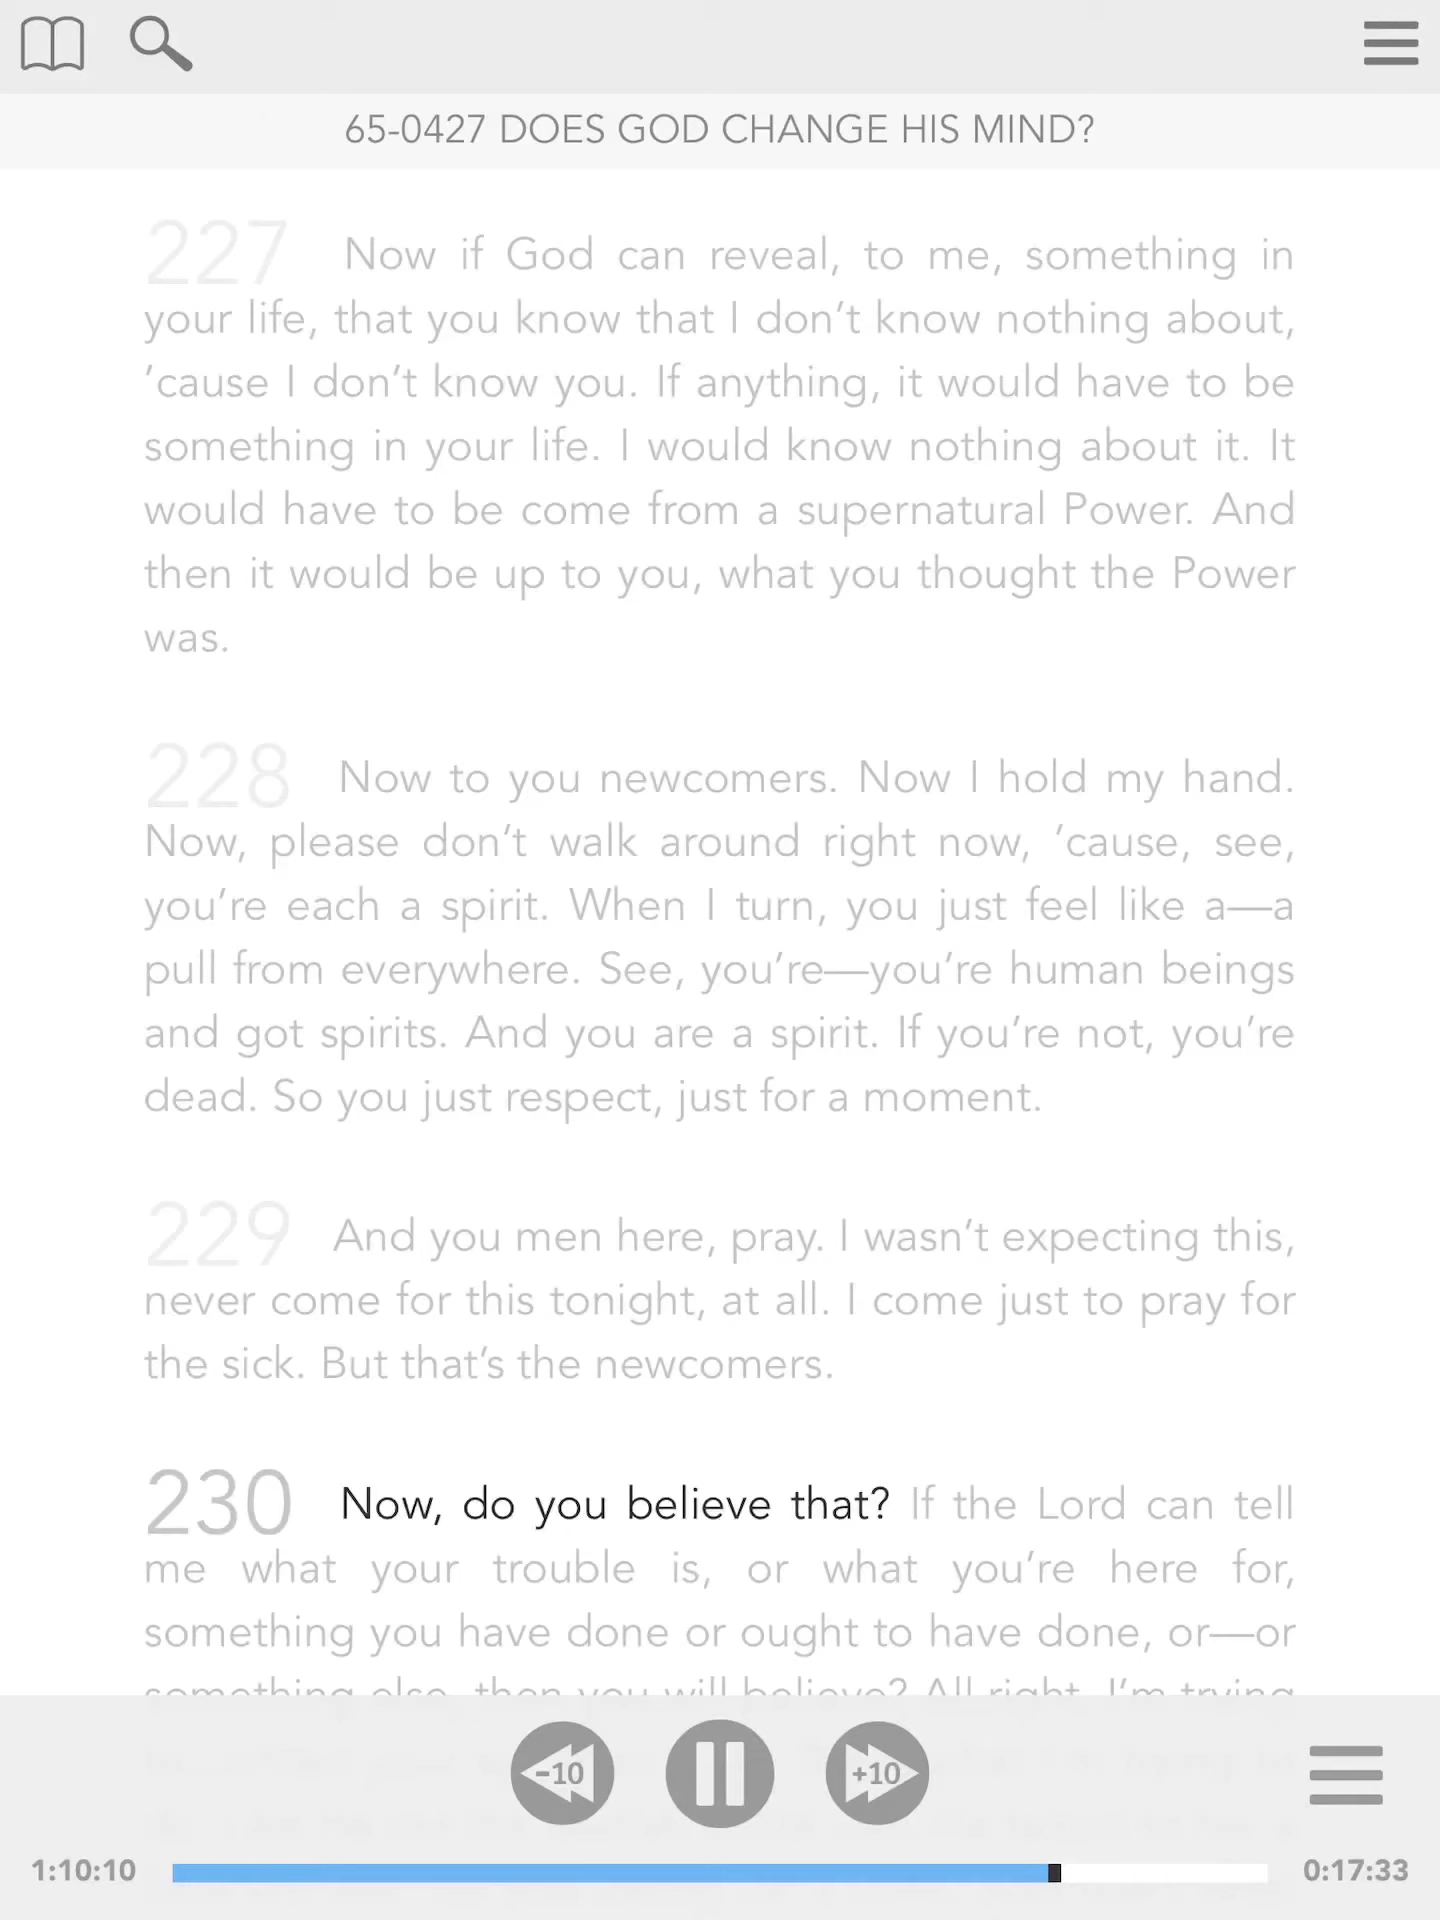 65-0427 DOES GOD CHANGE HIS MIND?
227 Now if God can reveal, to me, something in
your life, that you know that I don’t know nothing about,
’cause I don’t know you. If anything, it would have to be
something in your life. I would know nothing about it. It
would have to be come from a supernatural Power. And
then it would be up to you, what you thought the Power
was.
228 Now to you newcomers. Now I hold my hand.
Now, please don’t walk around right now, ’cause, see,
you’re each a spirit. When I turn, you just feel like a—a
pull from everywhere. See, you’re—you’re human beings
and got spirits. And you are a spirit. If you’re not, you’re
dead. So you just respect, just for a moment.
229 And you men here, pray. I wasn’t expecting this,
never come for this tonight, at all. I come just to pray for
the sick. But that’s the newcomers.
230 Now, do you believe that? If the Lord can tell
me what your trouble is, or what you’re here for,
something you have done or ought to have done, or—or
something else, then you will believe? All right. I’m trying
-10 +10
1:10:10 0:17:33